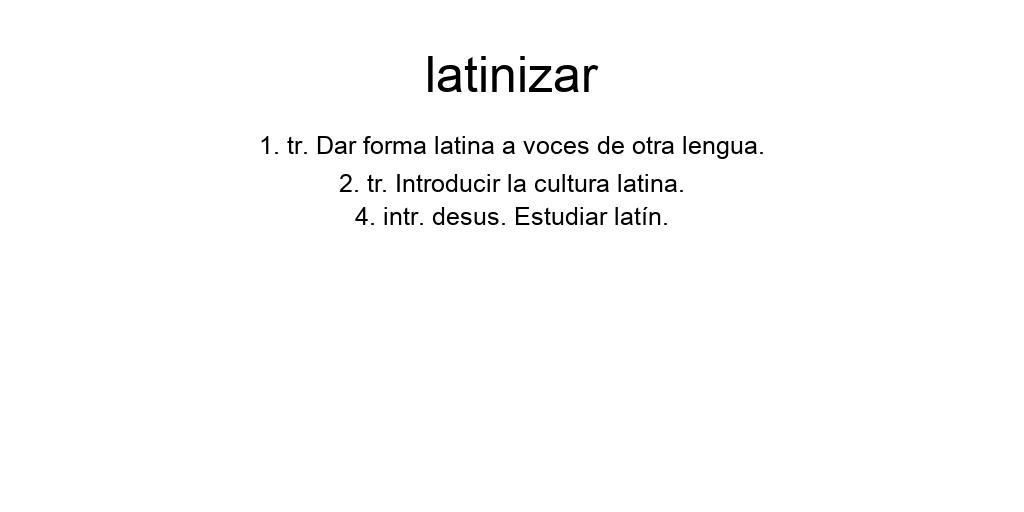 latinizar
1. tr. Dar forma latina a voces de otra lengua.
2. tr. Introducir la cultura latina.
4. intr. desus. Estudiar latín.